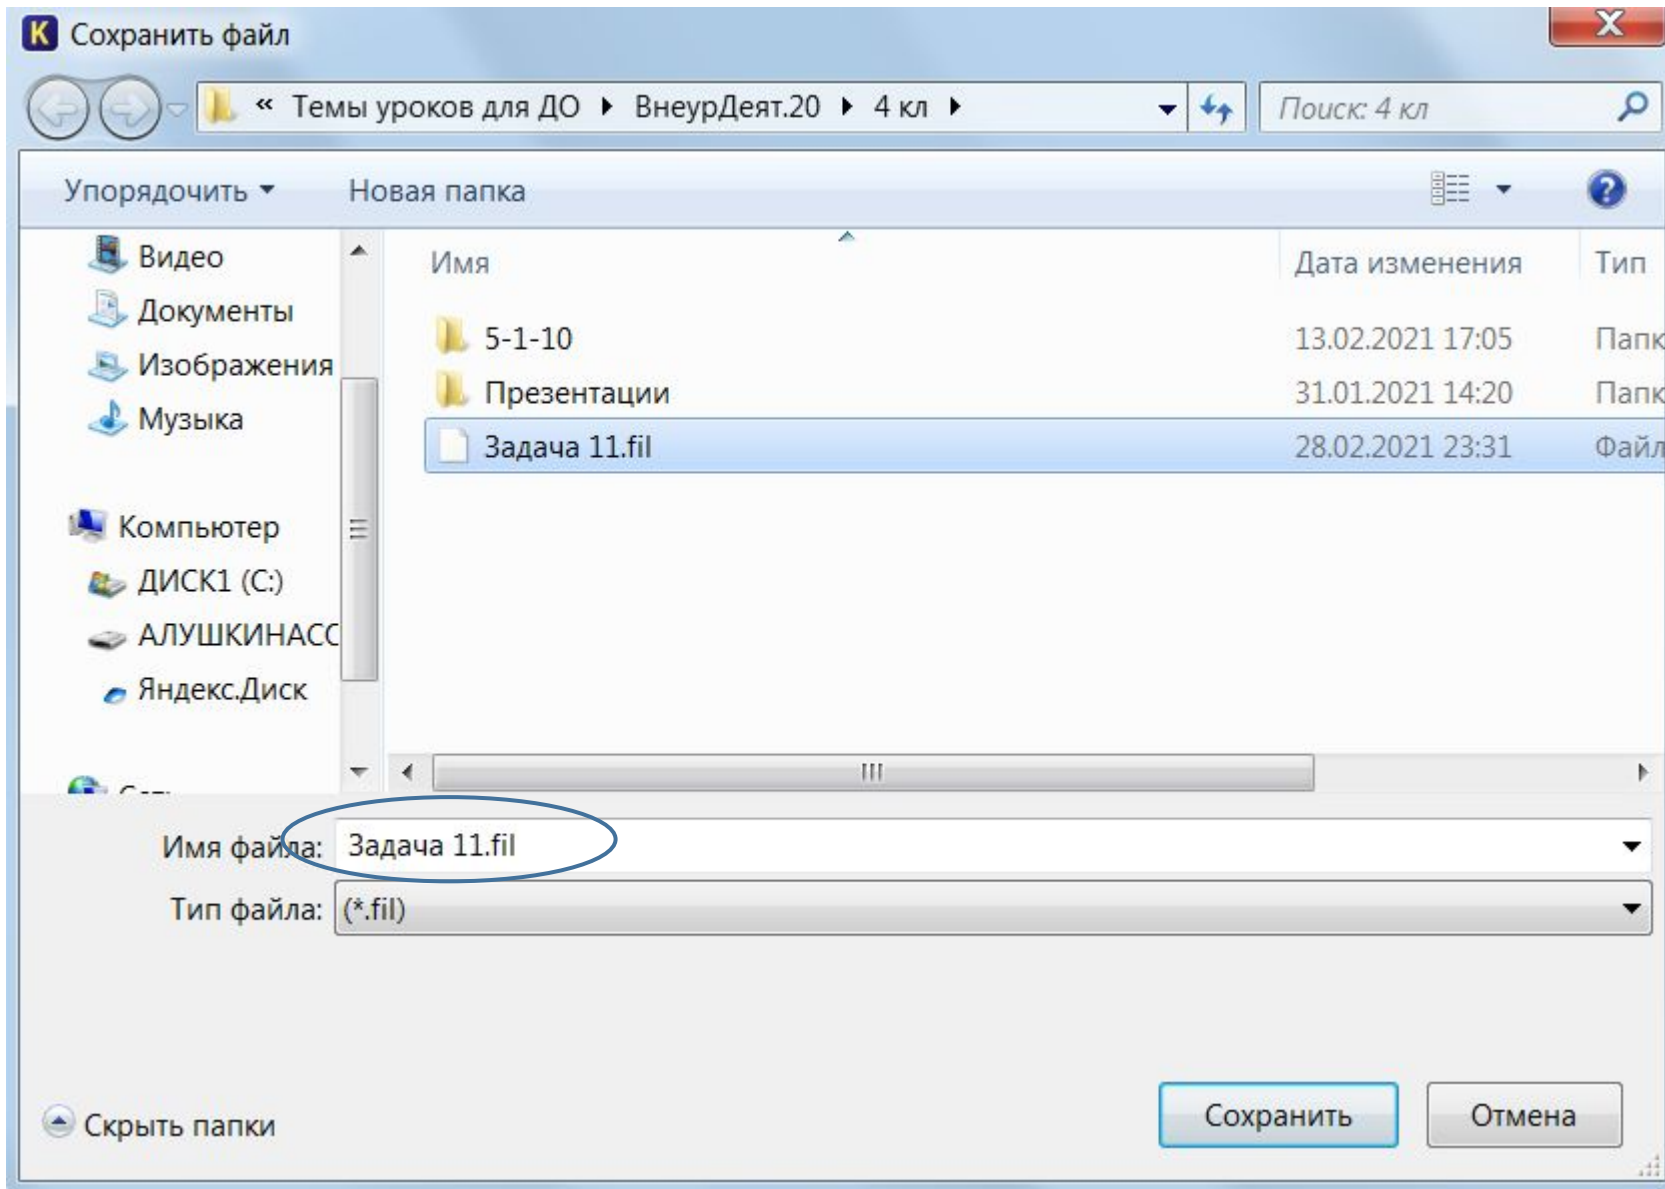 K Сохранить файл X
« Темы уроков для ДО ВнеурДеят.20 4 кл Поиск: 4 кл
Упорядочить Новая папка ?
Видео Имя Дата изменения Тип
Документы
5-1-10 13.02.2021 17:05 Папк
Изображения
Презентации 31.01.2021 14:20 Папк
Музыка
Задача 11.fil 28.02.2021 23:31 Файл
Компьютер
ДИСК1 (C:)
АЛУШКИНАСС
Яндекс.Диск
Имя файла: Задача 11.fil
Тип файла: (*.fil)
Скрыть папки Сохранить Отмена